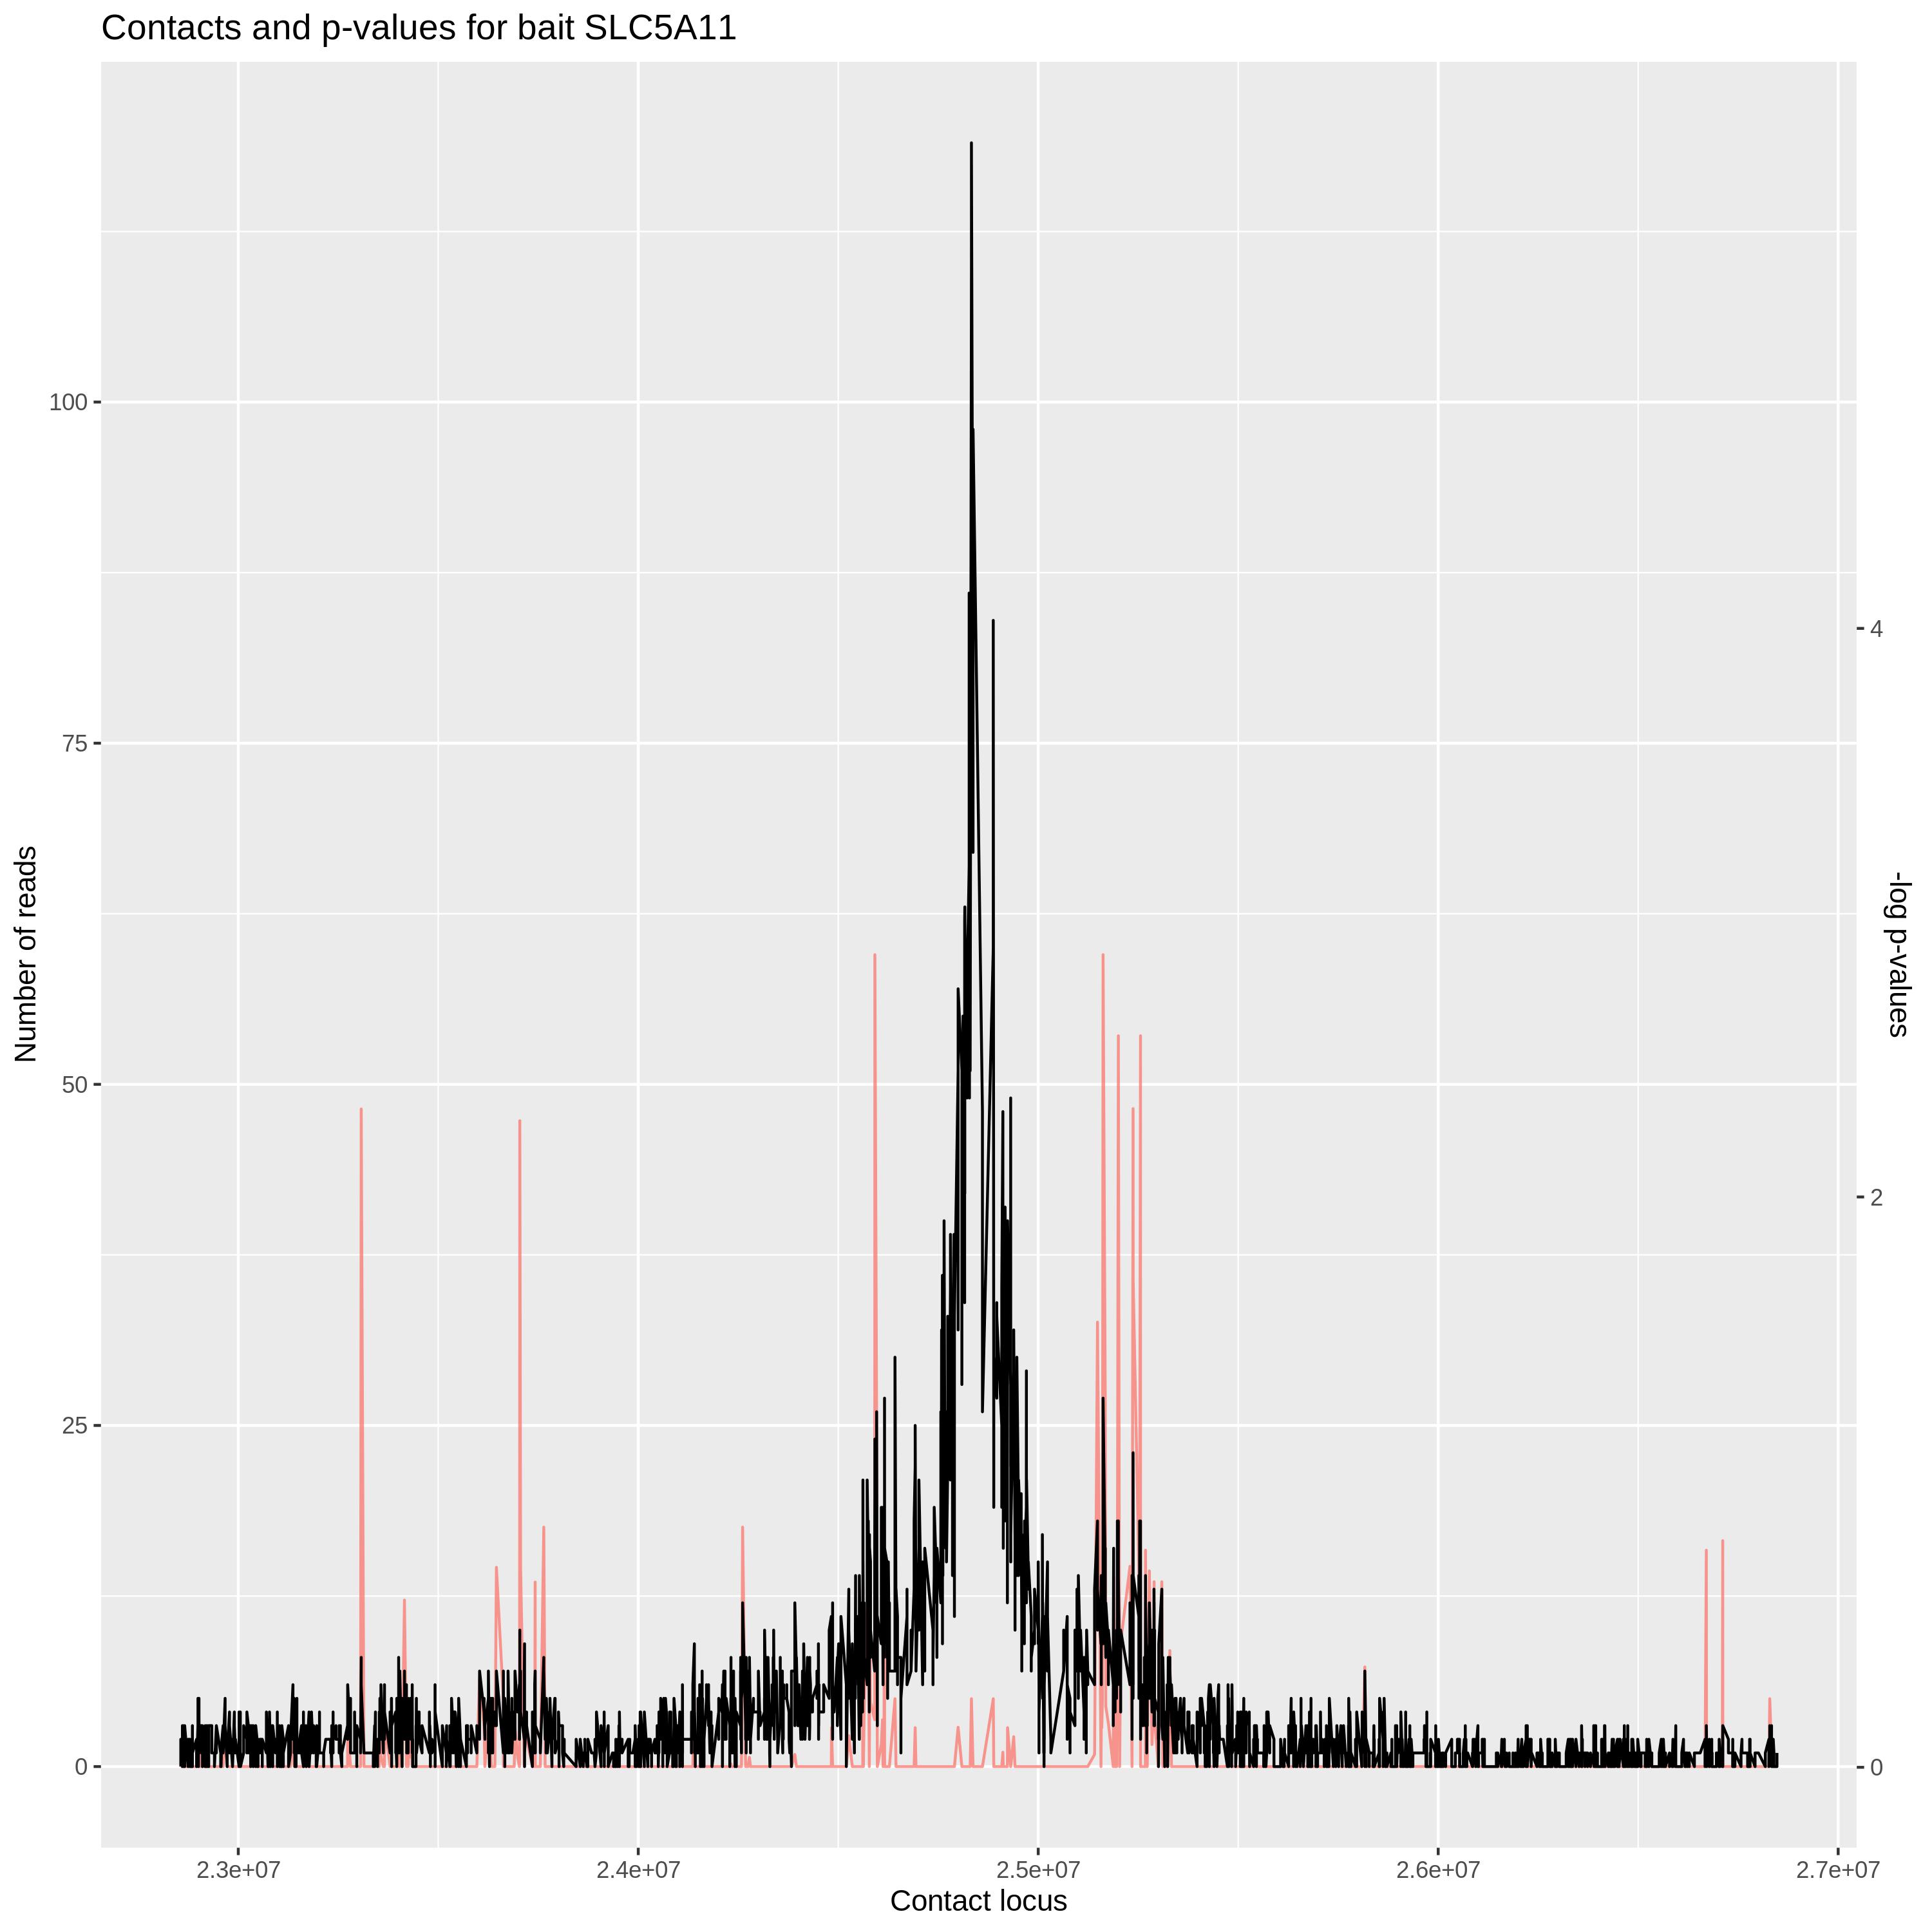 Contacts and p-values for bait SLC5A11
Number of reads
100
75
50
25
0
4
2
0
-log p-values
2.3e+07
2.4e+07
2.5e+07
2.6e+07
2.7e+07
Contact locus